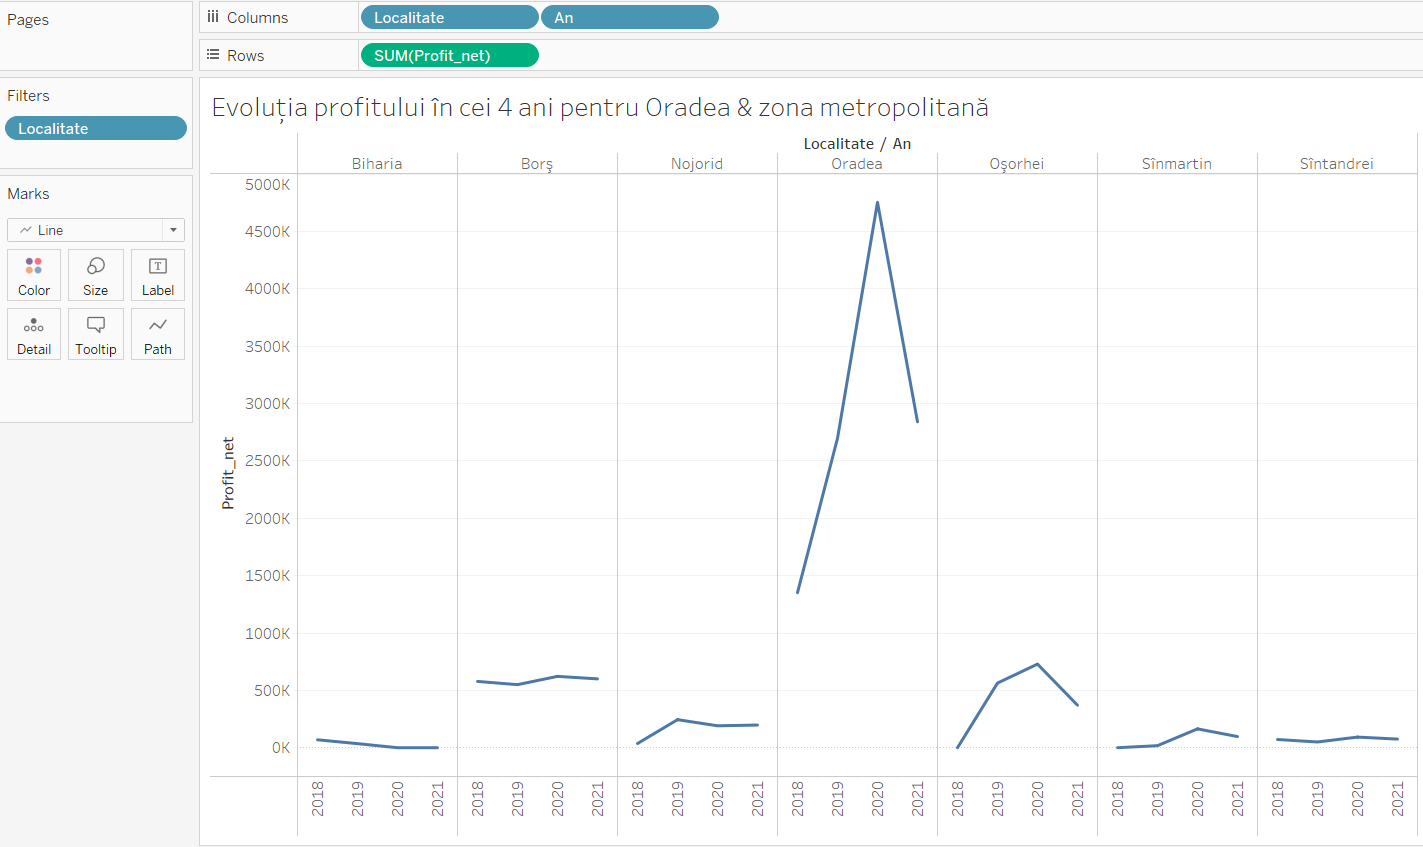 Pages
Columns
Localitate
An
Rows
SUM(Profit_net)
Filters
Localitate
Marks
Line
Color
Size
Label
Detail
Tooltip
Path
Evoluția profitului în cei 4 ani pentru Oradea & zona metropolitană
Localitate / An
Biharia
Borş
Nojorid
Oradea
Oşorhei
Sînmartin
Sîntandrei
Profit_net
5000K
4500K
4000K
3500K
3000K
2500K
2000K
1500K
1000K
500K
0K
2018 2019 2020 2021
2018 2019 2020 2021
2018 2019 2020 2021
2018 2019 2020 2021
2018 2019 2020 2021
2018 2019 2020 2021
2018 2019 2020 2021